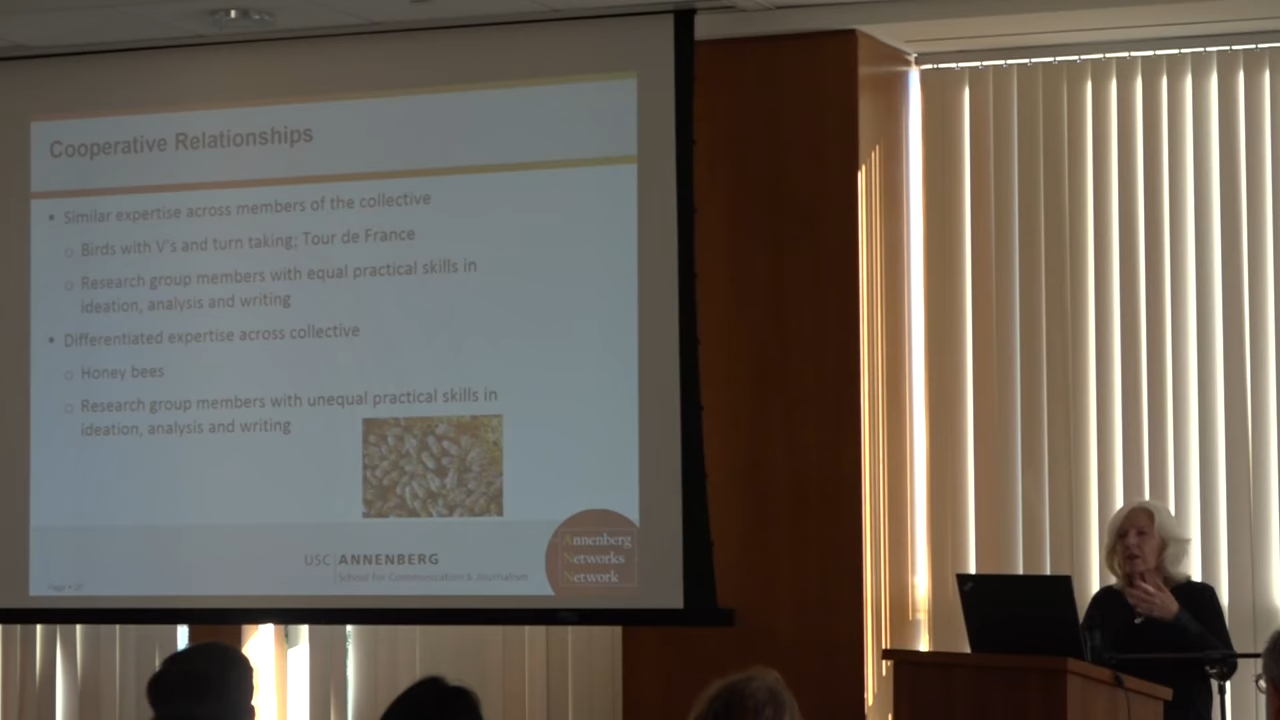 Cooperative Relationships
▪ Similar expertise across members of the collective
o Birds with V's and turn taking; Tour de France
o Research group members with equal practical skills in
ideation, analysis and writing
▪ Differentiated expertise across collective
o Honey bees
o Research group members with unequal practical skills in
ideation, analysis and writing
USC ANNENBERG
School for Communication & Journalism
Annenberg
Networks
Network
Page ▪